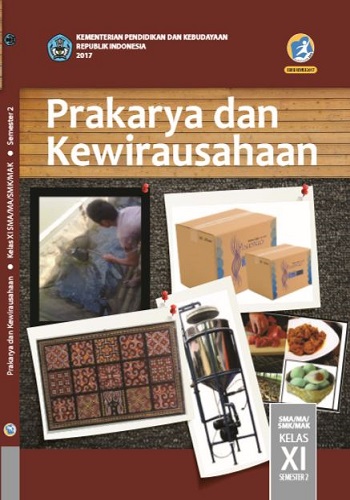 KEMENTERIAN PENDIDIKAN DAN KEBUDAYAAN
REPUBLIK INDONESIA
2017
Prakarya dan
Kewirausahaan
Prakarya dan Kewirausahaan ● Kelas XI SMA/MA/SMK/MAK ● Semester 2
SMA/MA/
SMK/MAK
KELAS
XI
SEMESTER 2